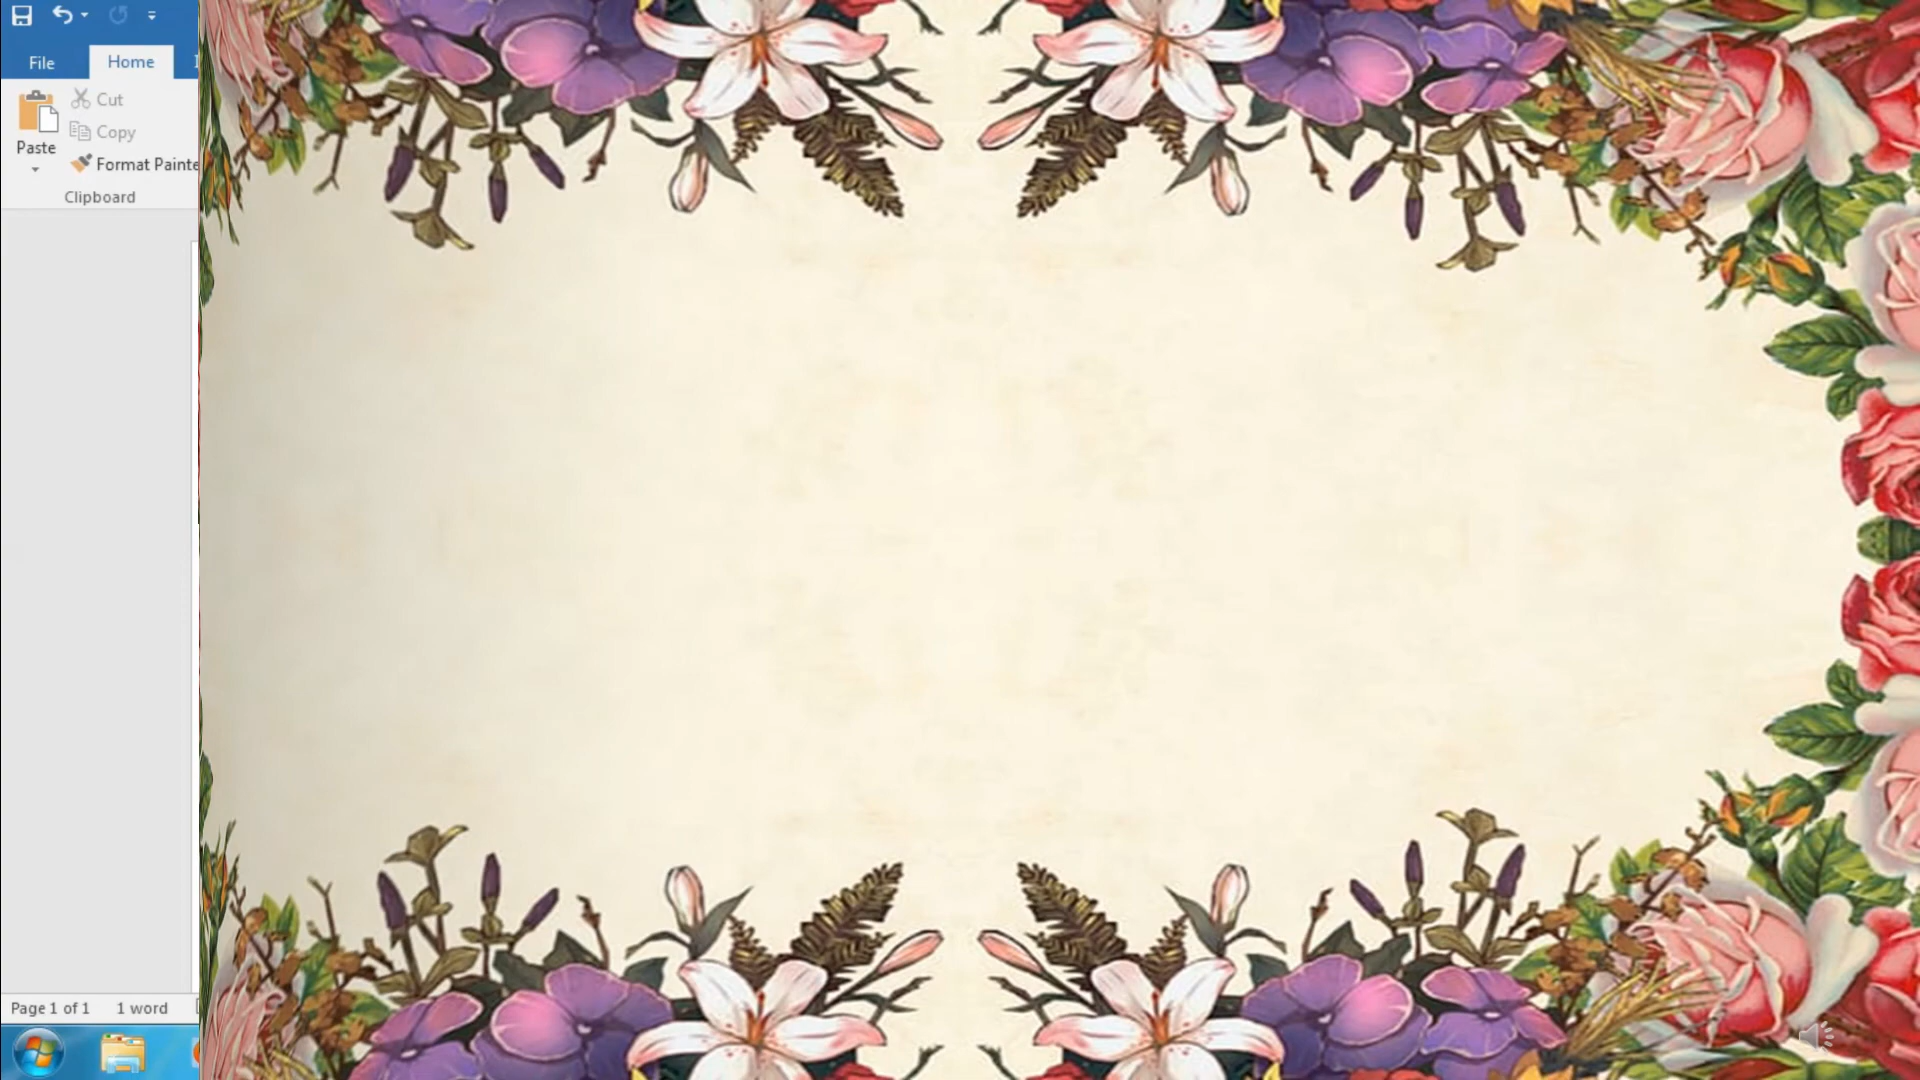 File Home
Cut
Copy
Paste
Format Painte
Clipboard
Page 1 of 1 1 word